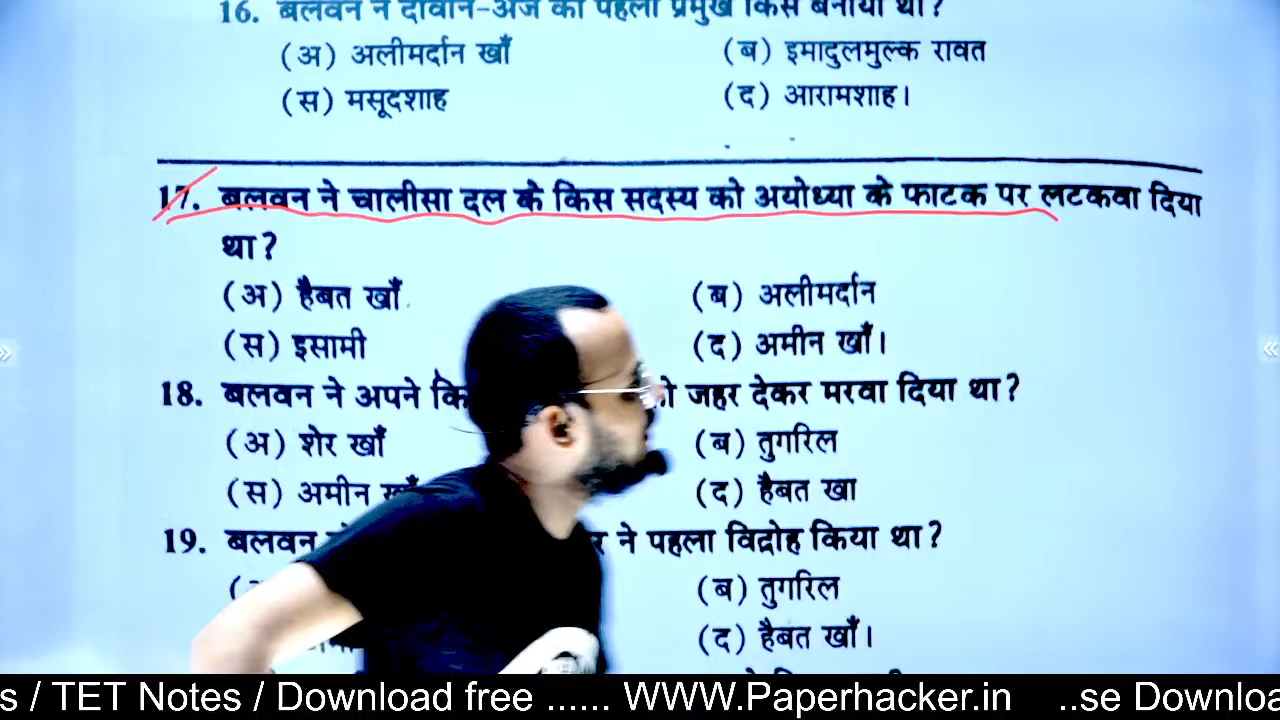 16. बलवन ने दीवान-अर्ज का पहला प्रमुख किसे बनाया था?
(अ) अलीमर्दान खाँ (ब) इमादुलमुल्क रावत
(स) मसूदशाह (द) आरामशाह।
17. बलवन ने चालीसा दल के किस सदस्य को अयोध्या के फाटक पर लटकवा दिया
था?
(अ) हैबत खाँ (ब) अलीमर्दान
(स) इसामी (द) अमीन खाँ।
18. बलवन ने अपने जहर देकर मरवा दिया था?
(अ) शेर खाँ (ब) तुगरिल
(स) अमीन (द) हैबत खा
19. बलवन ने पहला विद्रोह किया था?
(ब) तुगरिल
(द) हैबत खाँ।
s / TET Notes / Download free ...... WWW.Paperhacker.in ..se Downloa